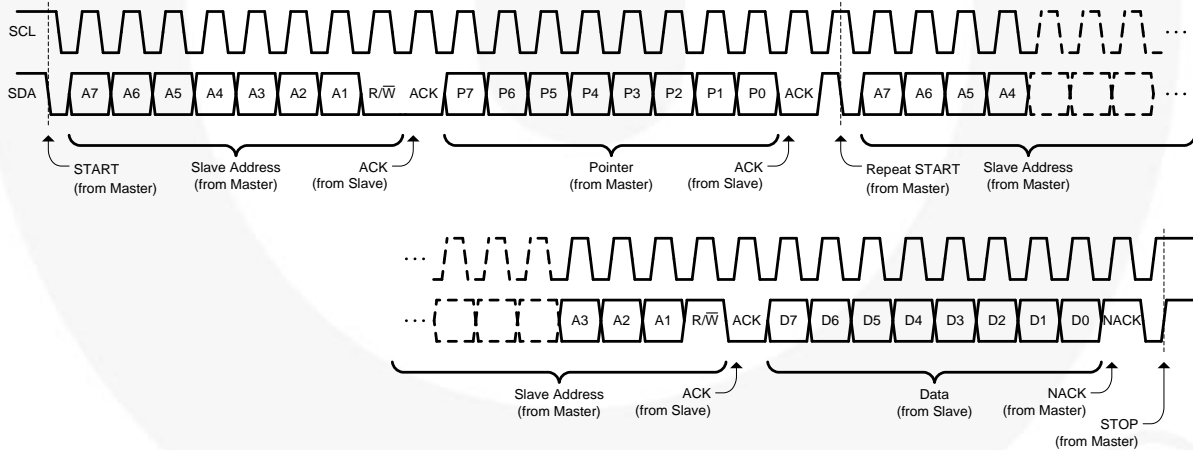 SCL ···
SDA A7 A6 A5 A4 A3 A2 A1 R/W̅ ACK P7 P6 P5 P4 P3 P2 P1 P0 ACK A7 A6 A5 A4 ···
START (from Master)
Slave Address (from Master)
ACK (from Slave)
Pointer (from Master)
ACK (from Slave)
Repeat START (from Master)
Slave Address (from Master)
···
··· A3 A2 A1 R/W̅ ACK D7 D6 D5 D4 D3 D2 D1 D0 NACK
Slave Address (from Master)
ACK (from Slave)
Data (from Slave)
NACK (from Master)
STOP (from Master)